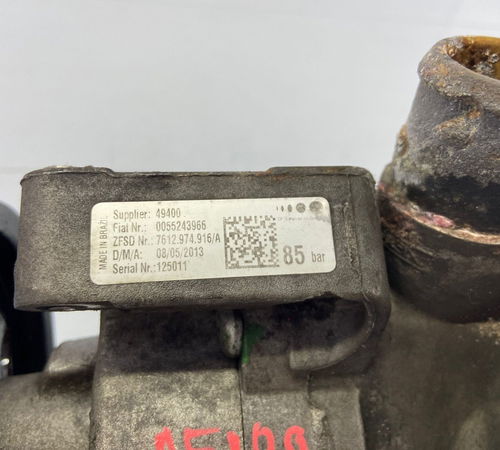 MADE IN BRAZIL
Supplier: 49400
Fiat Nr.: 0055243966
ZFSD Nr.: 7612.974.916/A
D/M/A: 08/05/2013
Serial Nr.: 125011
85 bar